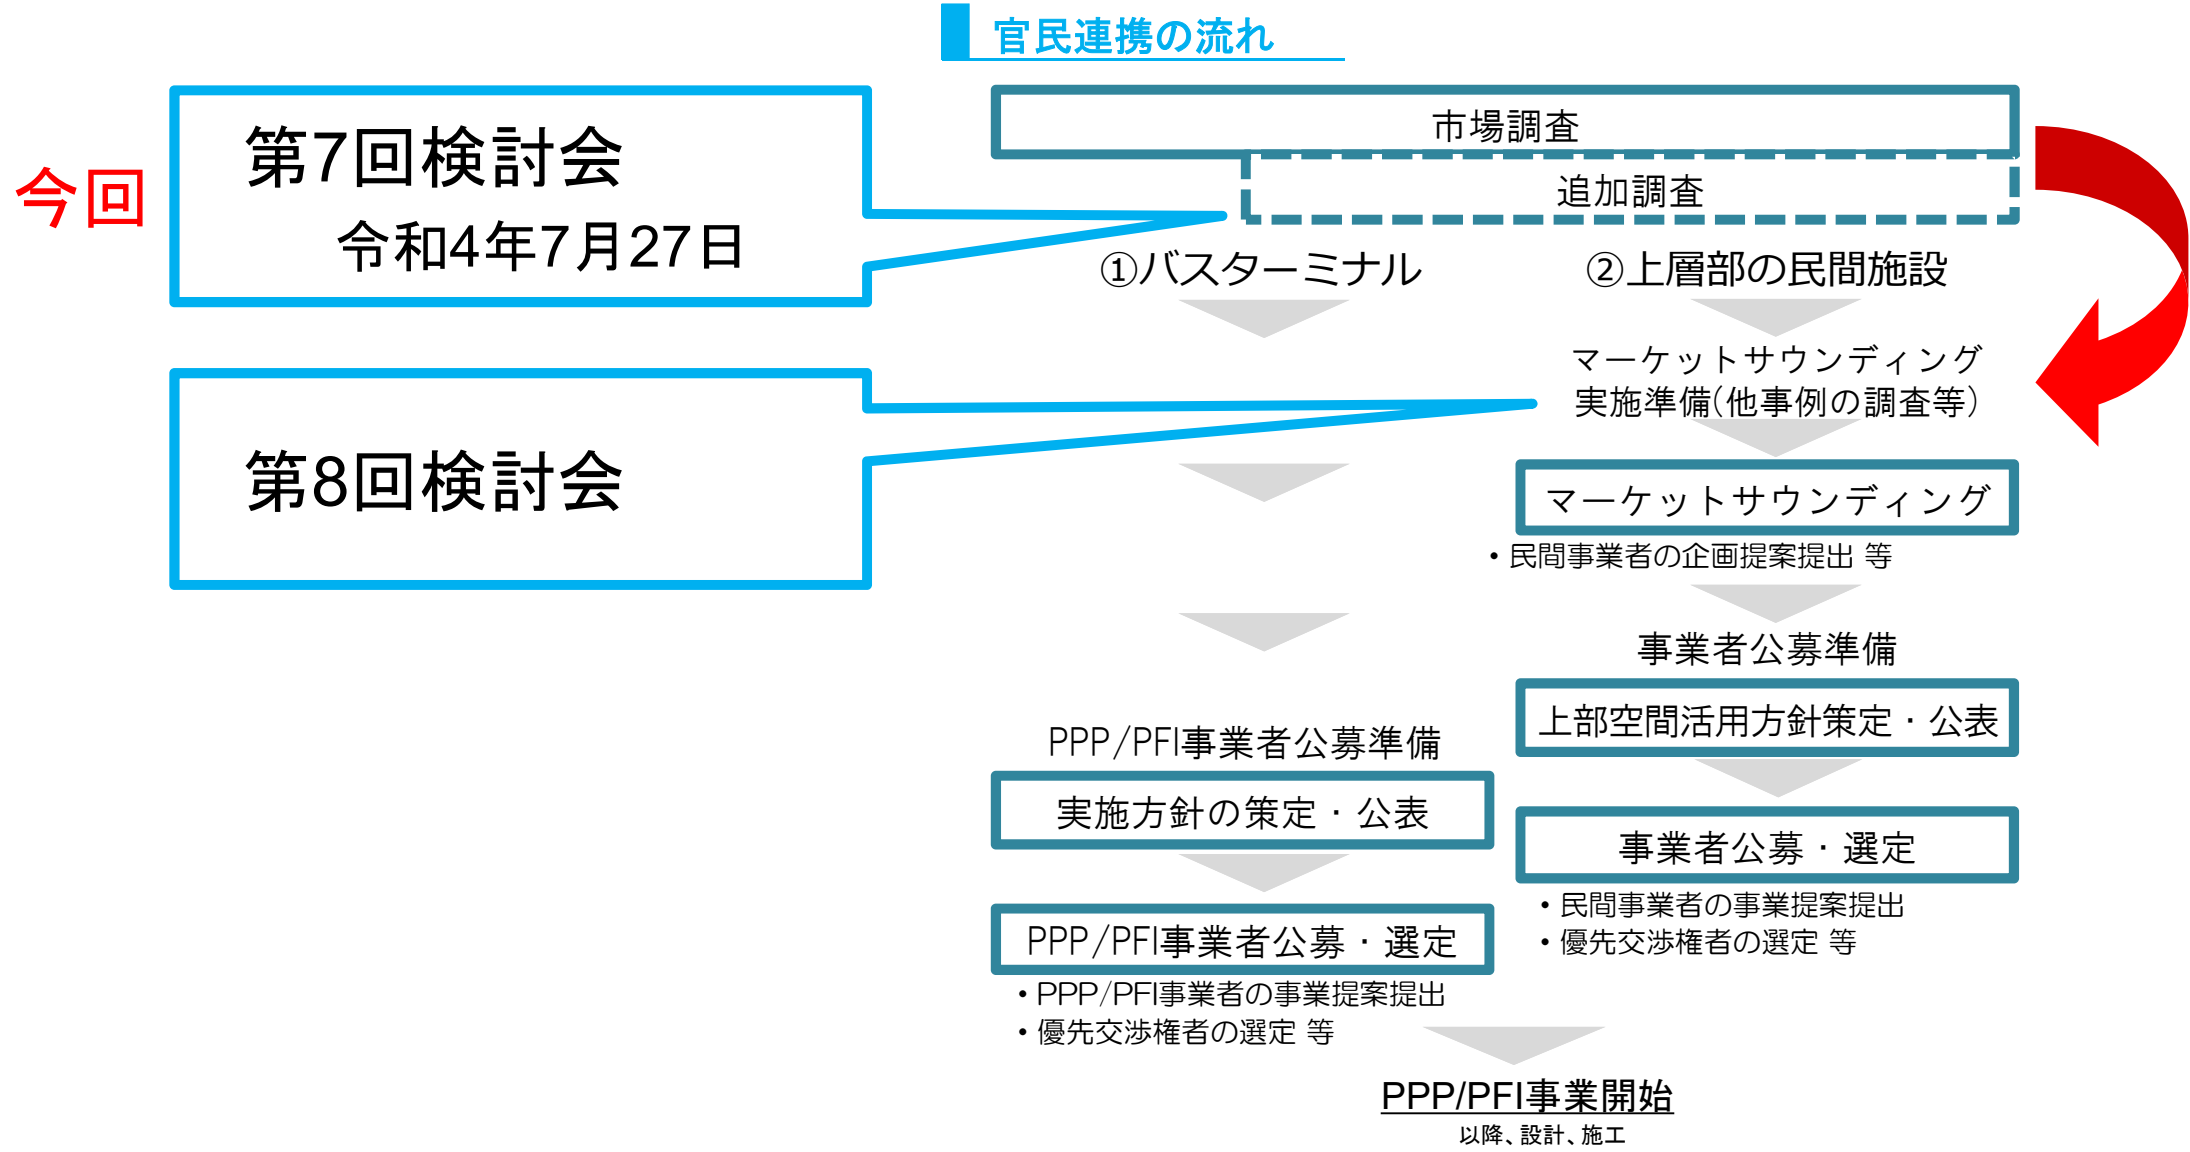 官民連携の流れ
今回
第7回検討会
令和4年7月27日
第8回検討会
市場調査
追加調査
①バスターミナル
②上層部の民間施設
マーケットサウンディング
実施準備(他事例の調査等)
マーケットサウンディング
・民間事業者の企画提案提出 等
事業者公募準備
上部空間活用方針策定・公表
事業者公募・選定
・民間事業者の事業提案提出
・優先交渉権者の選定 等
PPP/PFI事業者公募準備
実施方針の策定・公表
PPP/PFI事業者公募・選定
・PPP/PFI事業者の事業提案提出
・優先交渉権者の選定 等
PPP/PFI事業開始
以降、設計、施工